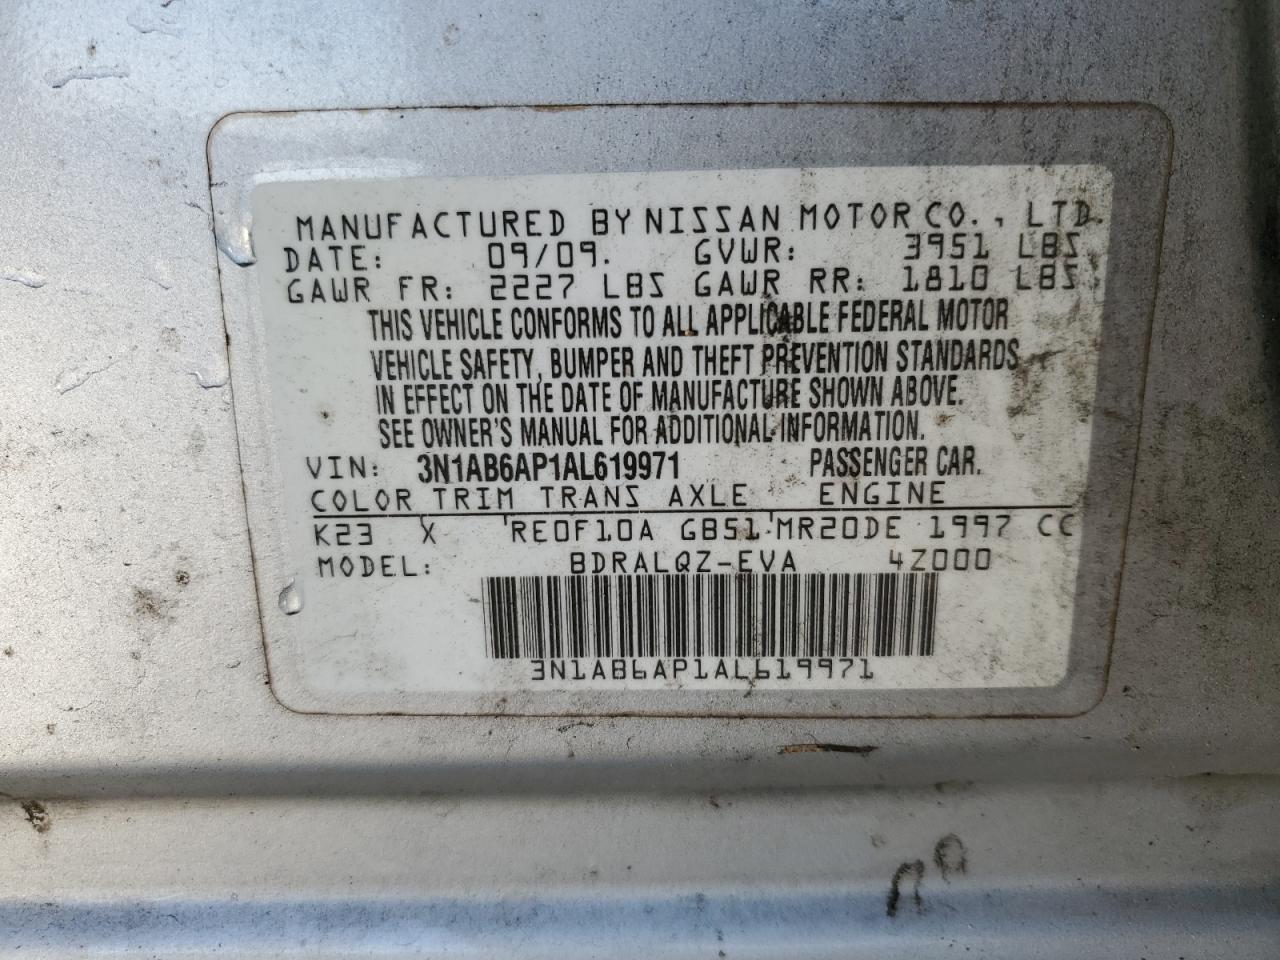 MANUFACTURED BY NISSAN MOTOR CO., LTD.
DATE: 09/09. GVWR: 3951 LBS
GAWR FR: 2227 LBS GAWR RR: 1810 LBS
THIS VEHICLE CONFORMS TO ALL APPLICABLE FEDERAL MOTOR
VEHICLE SAFETY, BUMPER AND THEFT PREVENTION STANDARDS
IN EFFECT ON THE DATE OF MANUFACTURE SHOWN ABOVE.
SEE OWNER'S MANUAL FOR ADDITIONAL INFORMATION.
VIN: 3N1AB6AP1AL619971 PASSENGER CAR.
COLOR TRIM TRANS AXLE ENGINE
K23 X RE0F10A GB51 MR20DE 1997 CC
MODEL: BDRALQZ-EVA 4Z000
3N1AB6AP1AL619971